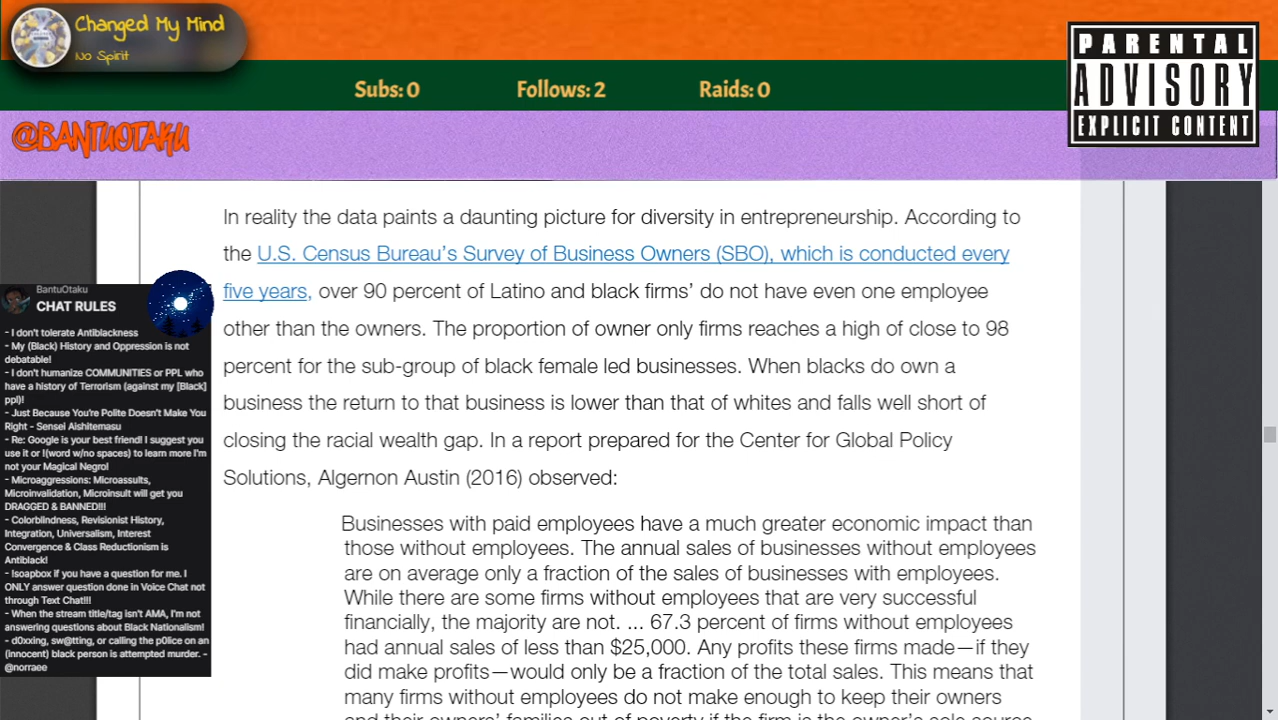 Changed My Mind
No Spirit
Subs: 0
Follows: 2
Raids: 0
PARENTAL
ADVISORY
EXPLICIT CONTENT
@BANTUOTAKU
In reality the data paints a daunting picture for diversity in entrepreneurship. According to
the U.S. Census Bureau's Survey of Business Owners (SBO), which is conducted every
five years, over 90 percent of Latino and black firms' do not have even one employee
other than the owners. The proportion of owner only firms reaches a high of close to 98
percent for the sub-group of black female led businesses. When blacks do own a
business the return to that business is lower than that of whites and falls well short of
closing the racial wealth gap. In a report prepared for the Center for Global Policy
Solutions, Algernon Austin (2016) observed:
Businesses with paid employees have a much greater economic impact than
those without employees. The annual sales of businesses without employees
are on average only a fraction of the sales of businesses with employees.
While there are some firms without employees that are very successful
financially, the majority are not. ... 67.3 percent of firms without employees
had annual sales of less than $25,000. Any profits these firms made—if they
did make profits—would only be a fraction of the total sales. This means that
many firms without employees do not make enough to keep their owners
and their owners' families out of poverty if the firm is the owner's sole source
BantuOtaku
CHAT RULES
- I don't tolerate Antiblackness
- My (Black) History and Oppression is not
debatable!
- I don't humanize COMMUNITIES or PPL who
have a history of Terrorism (against my [Black]
ppl)!
- Just Because You're Polite Doesn't Make You
Right - Sensei Aishitemasu
- Re: Google is your best friend! I suggest you
use it or !(word w/no spaces) to learn more I'm
not your Magical Negro!
- Microaggressions: Microassults,
Microinvalidation, Microinsult will get you
DRAGGED & BANNED!!!
- Colorblindness, Revisionist History,
Integration, Universalism, Interest
Convergence & Class Reductionism is
Antiblack!
- !soapbox if you have a question for me. I
ONLY answer question done in Voice Chat not
through Text Chat!!!
- When the stream title/tag isn't AMA, I'm not
answering questions about Black Nationalism!
- d0xxing, sw@tting, or calling the p0lice on an
(innocent) black person is attempted murder. -
@norraee